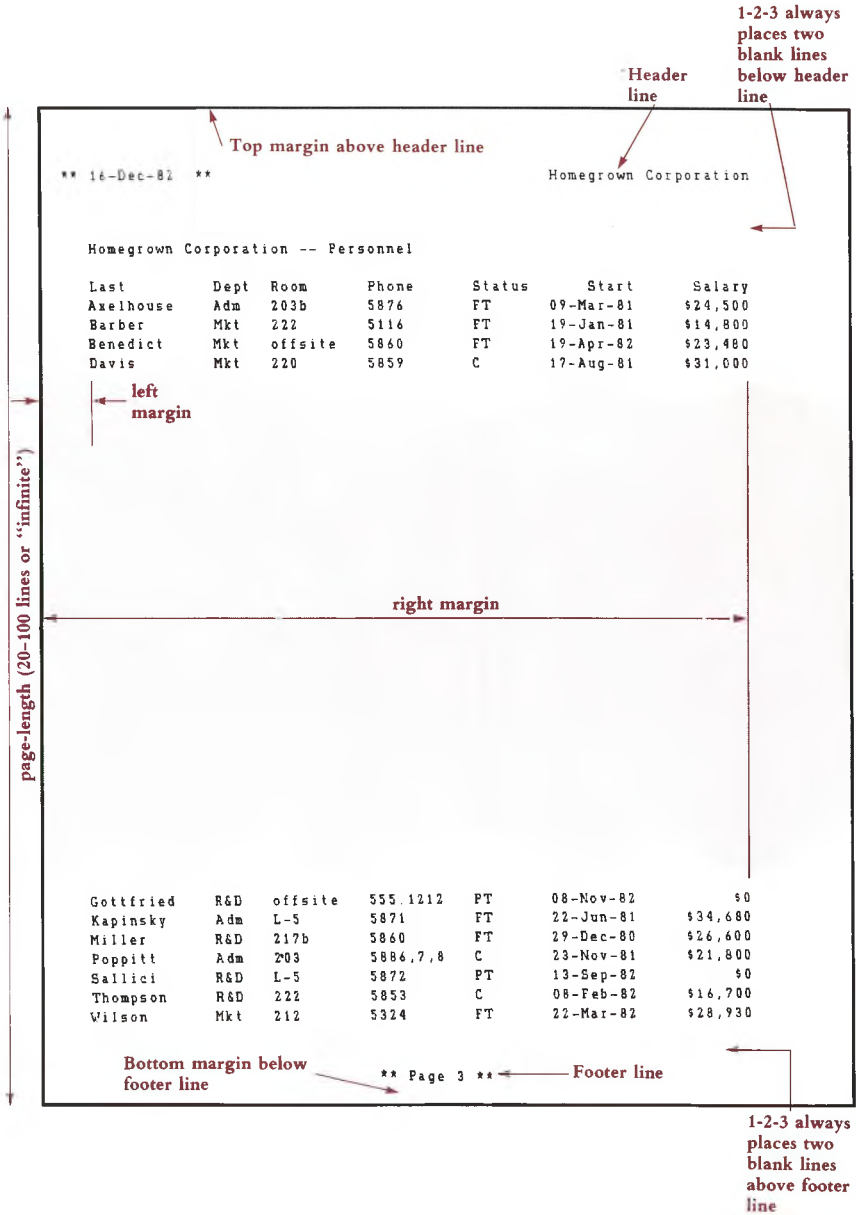 1-2-3 always
places two
blank lines
below header
line
Header
line
Top margin above header line
** 16-Dec-82 ** Homegrown Corporation
Homegrown Corporation -- Personnel
Last Dept Room Phone Status Start Salary
Axelhouse Adm 203b 5876 FT 09-Mar-81 $24,500
Barber Mkt 222 5116 FT 19-Jan-81 $14,800
Benedict Mkt offsite 5860 FT 19-Apr-82 $23,480
Davis Mkt 220 5859 C 17-Aug-81 $31,000
left
margin
page-length (20-100 lines or “infinite”)
right margin
Gottfried R&D offsite 555.1212 PT 08-Nov-82 $0
Kapinsky Adm L-5 5871 FT 22-Jun-81 $34,680
Miller R&D 217b 5860 FT 29-Dec-80 $26,600
Poppitt Adm 203 5886,7,8 C 23-Nov-81 $21,800
Sallici R&D L-5 5872 PT 13-Sep-82 $0
Thompson R&D 222 5853 C 08-Feb-82 $16,700
Wilson Mkt 212 5324 FT 22-Mar-82 $28,930
Bottom margin below
footer line
** Page 3 **
Footer line
1-2-3 always
places two
blank lines
above footer
line